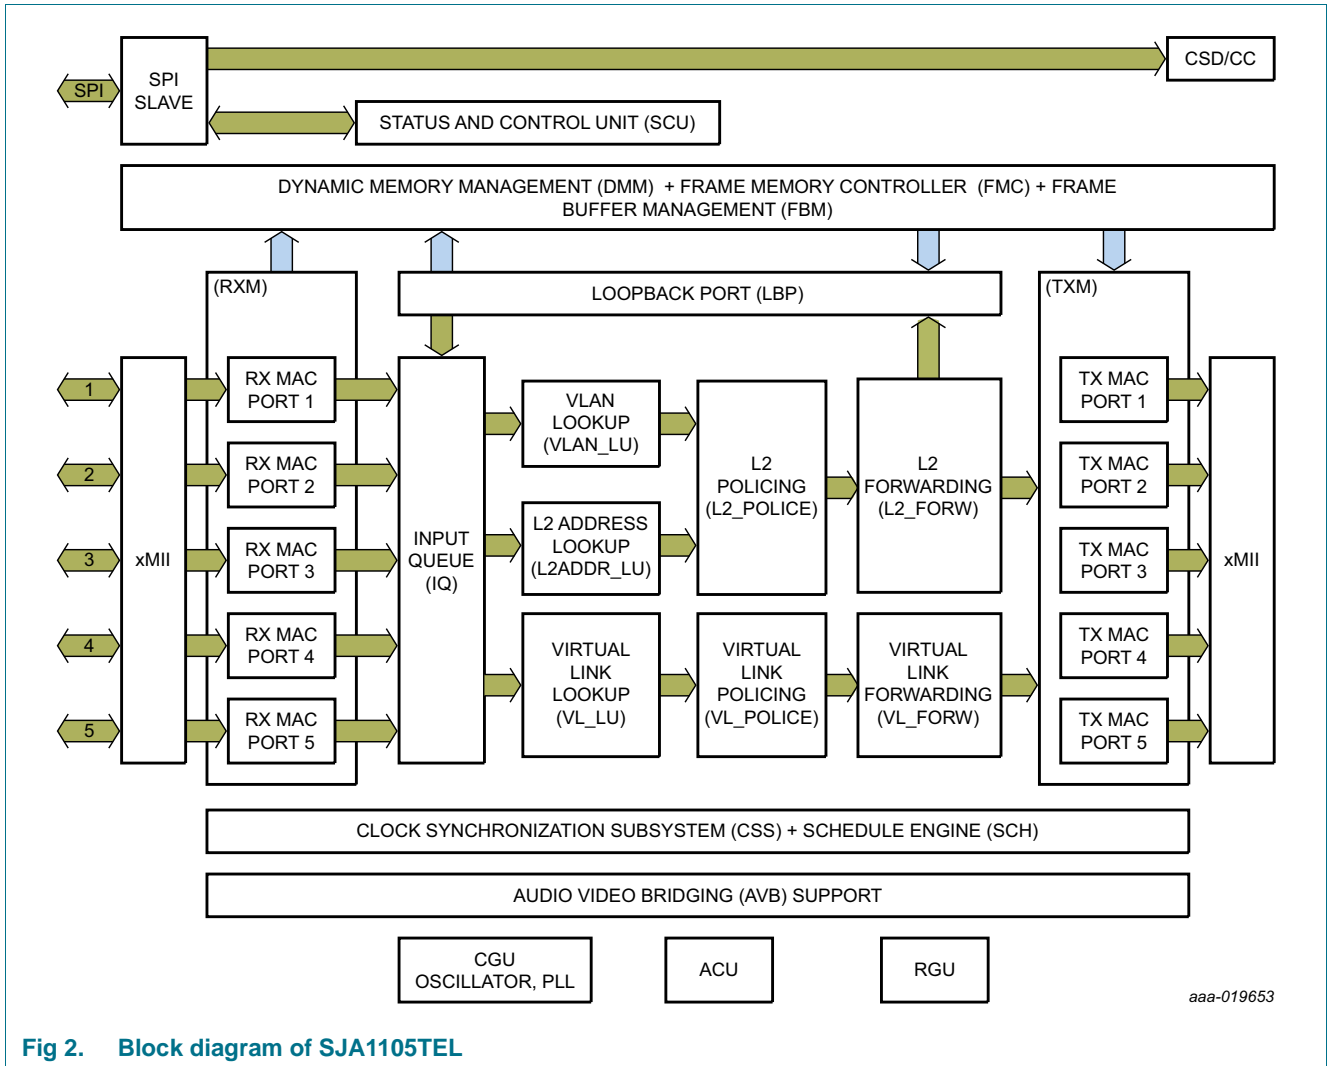 SPI
SPI
SLAVE
CSD/CC
STATUS AND CONTROL UNIT (SCU)
DYNAMIC MEMORY MANAGEMENT (DMM) + FRAME MEMORY CONTROLLER (FMC) + FRAME
BUFFER MANAGEMENT (FBM)
(RXM)
LOOPBACK PORT (LBP)
(TXM)
1
2
3
4
5
xMII
RX MAC
PORT 1
RX MAC
PORT 2
RX MAC
PORT 3
RX MAC
PORT 4
RX MAC
PORT 5
INPUT
QUEUE
(IQ)
VLAN
LOOKUP
(VLAN_LU)
L2 ADDRESS
LOOKUP
(L2ADDR_LU)
VIRTUAL
LINK
LOOKUP
(VL_LU)
L2
POLICING
(L2_POLICE)
VIRTUAL
LINK
POLICING
(VL_POLICE)
L2
FORWARDING
(L2_FORW)
VIRTUAL
LINK
FORWARDING
(VL_FORW)
TX MAC
PORT 1
TX MAC
PORT 2
TX MAC
PORT 3
TX MAC
PORT 4
TX MAC
PORT 5
xMII
CLOCK SYNCHRONIZATION SUBSYSTEM (CSS) + SCHEDULE ENGINE (SCH)
AUDIO VIDEO BRIDGING (AVB) SUPPORT
CGU
OSCILLATOR, PLL
ACU
RGU
aaa-019653
Fig 2. Block diagram of SJA1105TEL